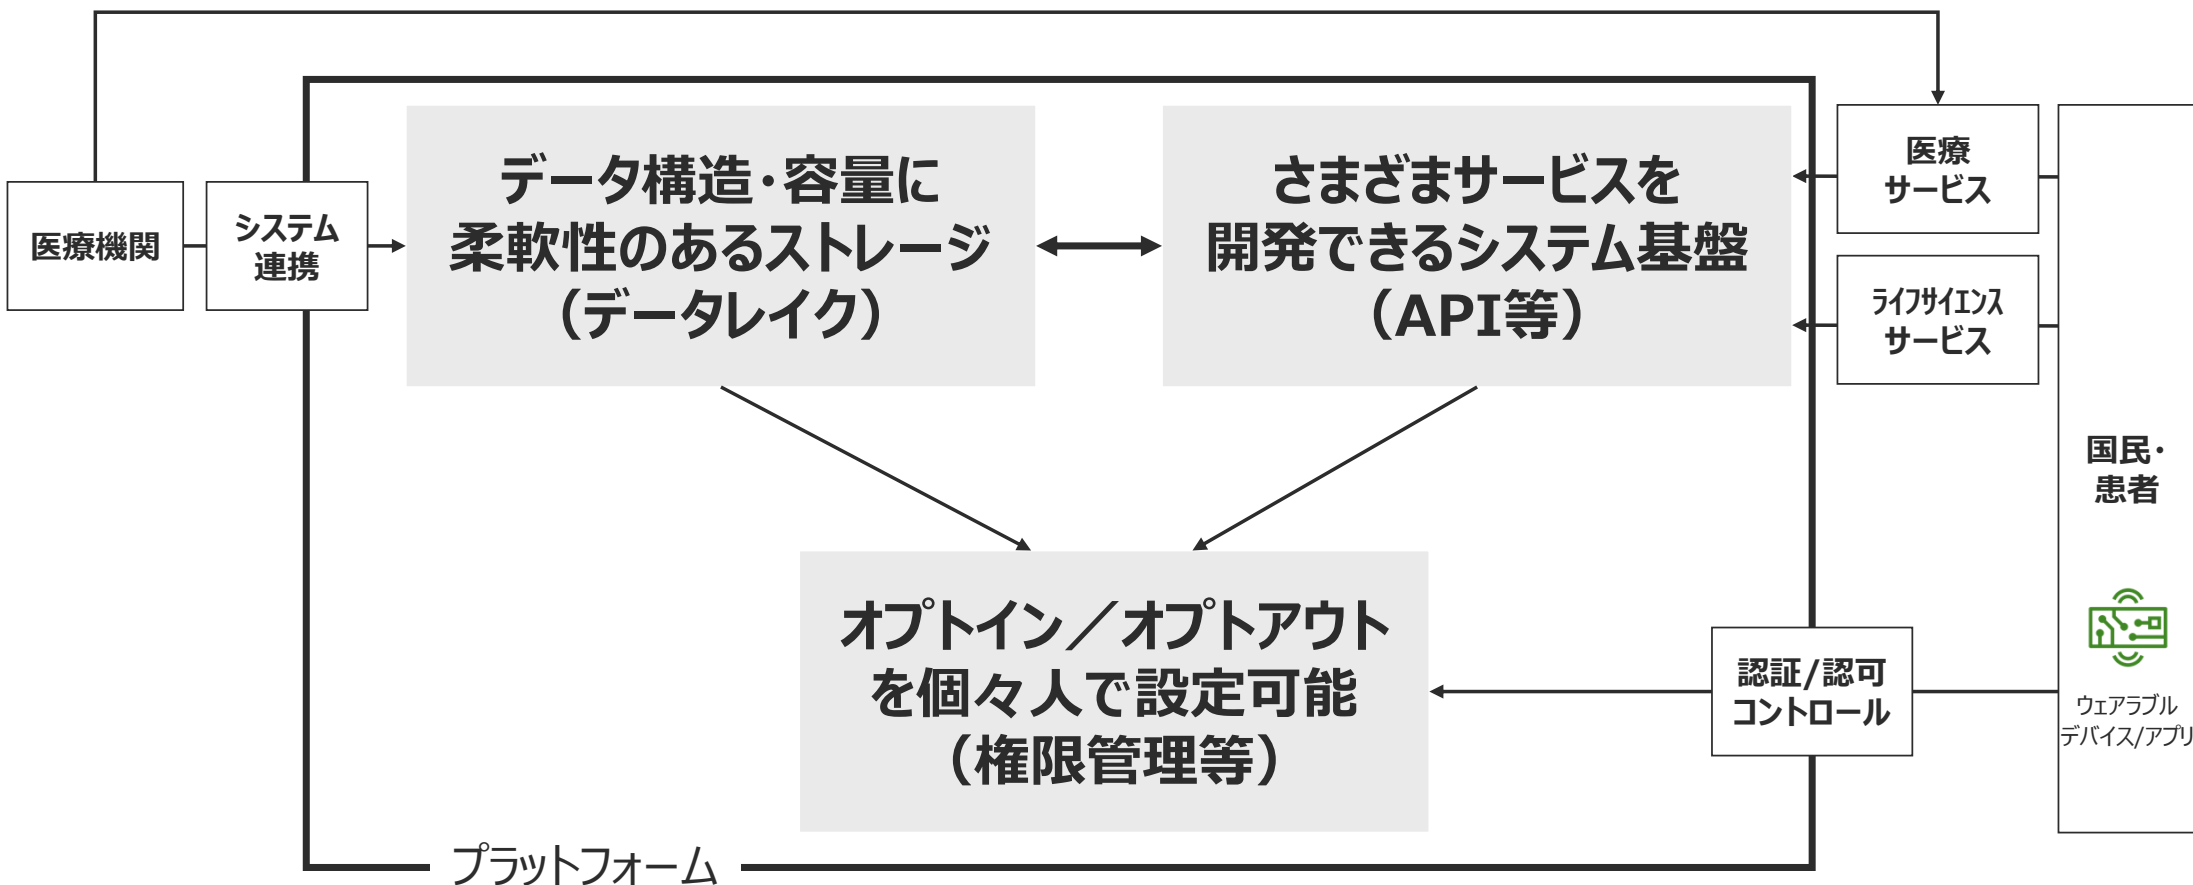 医療機関
システム
連携
データ構造・容量に
柔軟性のあるストレージ
（データレイク）
さまざまサービスを
開発できるシステム基盤
（API等）
医療
サービス
ライフサイエンス
サービス
国民・
患者
ウェアラブル
デバイス/アプリ
オプトイン／オプトアウト
を個々人で設定可能
（権限管理等）
認証/認可
コントロール
プラットフォーム